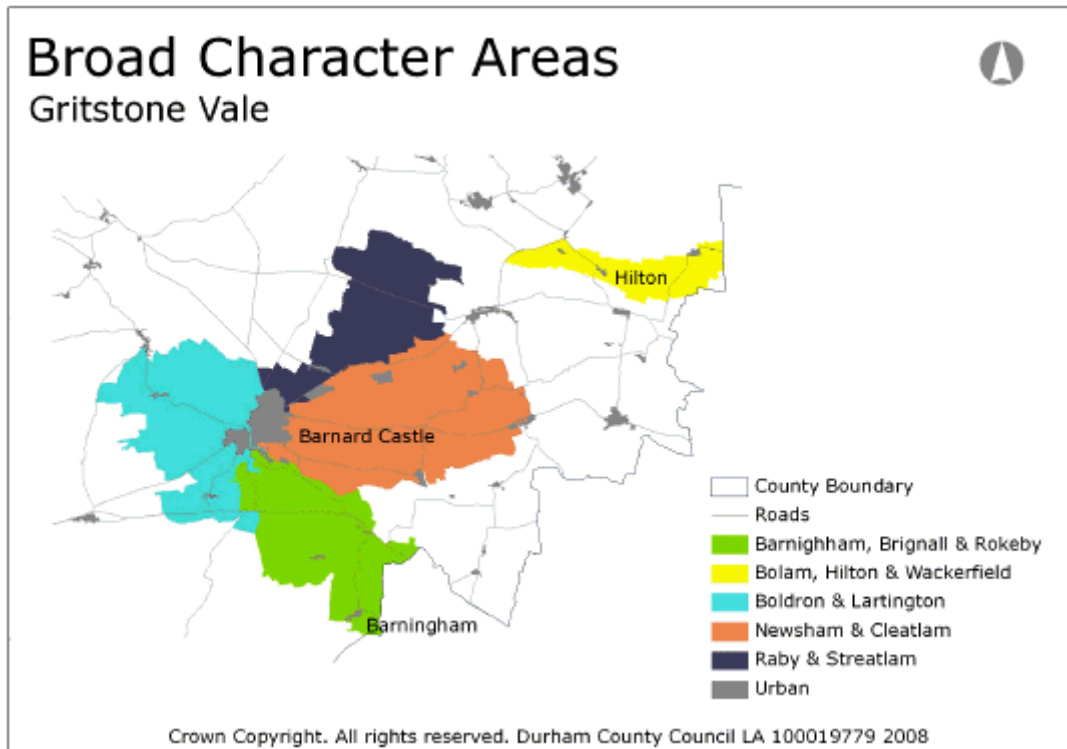 Broad Character Areas
Gritstone Vale
Hilton
Barnard Castle
Barningham
County Boundary
Roads
Barnighham, Brignall & Rokeby
Bolam, Hilton & Wackerfield
Boldron & Lartington
Newsham & Cleatlam
Raby & Streatlam
Urban
Crown Copyright. All rights reserved. Durham County Council LA 100019779 2008